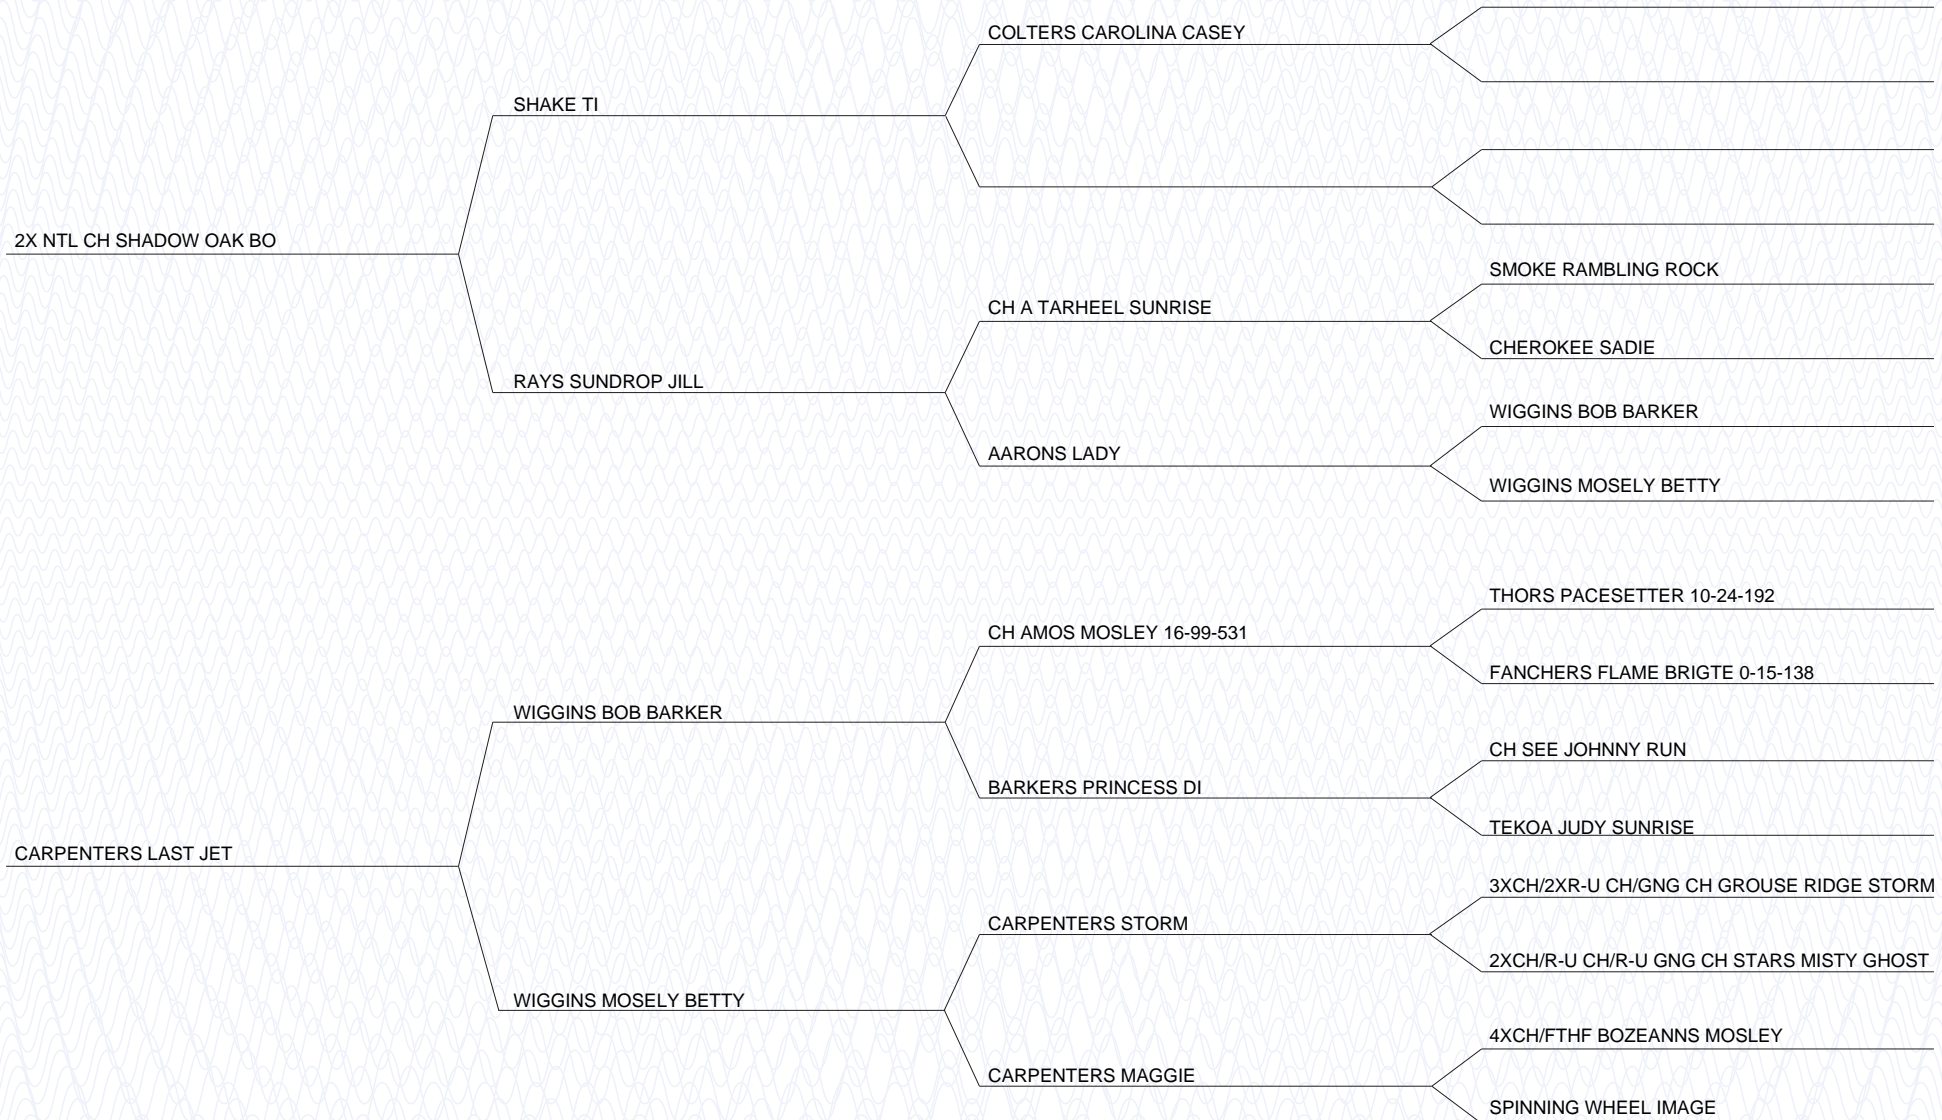 COLTERS CAROLINA CASEY
SHAKE TI
2X NTL CH SHADOW OAK BO
SMOKE RAMBLING ROCK
CH A TARHEEL SUNRISE
CHEROKEE SADIE
RAYS SUNDROP JILL
WIGGINS BOB BARKER
AARONS LADY
WIGGINS MOSELY BETTY
THORS PACESETTER 10-24-192
CH AMOS MOSLEY 16-99-531
FANCHERS FLAME BRIGTE 0-15-138
WIGGINS BOB BARKER
CH SEE JOHNNY RUN
BARKERS PRINCESS DI
TEKOA JUDY SUNRISE
CARPENTERS LAST JET
3XCH/2XR-U CH/GNG CH GROUSE RIDGE STORM
CARPENTERS STORM
2XCH/R-U CH/R-U GNG CH STARS MISTY GHOST
WIGGINS MOSELY BETTY
4XCH/FTHF BOZEANNS MOSLEY
CARPENTERS MAGGIE
SPINNING WHEEL IMAGE